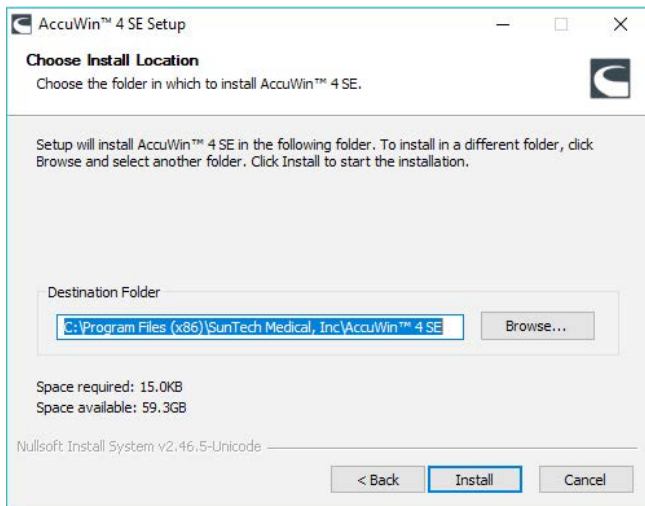 AccuWin™ 4 SE Setup
Choose Install Location
Choose the folder in which to install AccuWin™ 4 SE.
Setup will install AccuWin™ 4 SE in the following folder. To install in a different folder, click
Browse and select another folder. Click Install to start the installation.
Destination Folder
C:\Program Files (x86)\SunTech Medical, Inc\AccuWin™ 4 SE
Browse...
Space required: 15.0KB
Space available: 59.3GB
Nullsoft Install System v2.46.5-Unicode
< Back
Install
Cancel